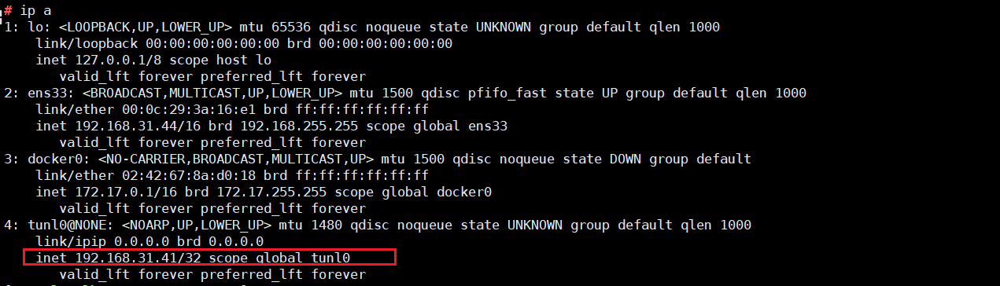 # ip a
1: lo: <LOOPBACK,UP,LOWER_UP> mtu 65536 qdisc noqueue state UNKNOWN group default qlen 1000
    link/loopback 00:00:00:00:00:00 brd 00:00:00:00:00:00
    inet 127.0.0.1/8 scope host lo
       valid_lft forever preferred_lft forever
2: ens33: <BROADCAST,MULTICAST,UP,LOWER_UP> mtu 1500 qdisc pfifo_fast state UP group default qlen 1000
    link/ether 00:0c:29:3a:16:e1 brd ff:ff:ff:ff:ff:ff
    inet 192.168.31.44/16 brd 192.168.255.255 scope global ens33
       valid_lft forever preferred_lft forever
3: docker0: <NO-CARRIER,BROADCAST,MULTICAST,UP> mtu 1500 qdisc noqueue state DOWN group default
    link/ether 02:42:67:8a:d0:18 brd ff:ff:ff:ff:ff:ff
    inet 172.17.0.1/16 brd 172.17.255.255 scope global docker0
       valid_lft forever preferred_lft forever
4: tunl0@NONE: <NOARP,UP,LOWER_UP> mtu 1480 qdisc noqueue state UNKNOWN group default qlen 1000
    link/ipip 0.0.0.0 brd 0.0.0.0
    inet 192.168.31.41/32 scope global tunl0
       valid_lft forever preferred_lft forever